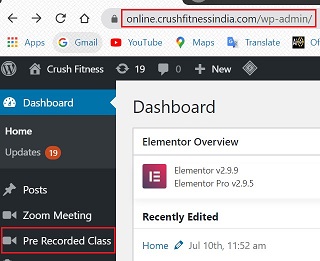 online.crushfitnessindia.com/wp-admin/
Gmail YouTube Google Maps G
Crush Fitness 19 0 + New
Dashboard
Home
Updates 19
Posts
Zoom Meeting
Pre Recorded Class
Dashboard
Elementor Overview
Elementor v2.9.9
Elementor Pro v2.9.5
Recently Edited
Home Jul 10th, 11:52 am